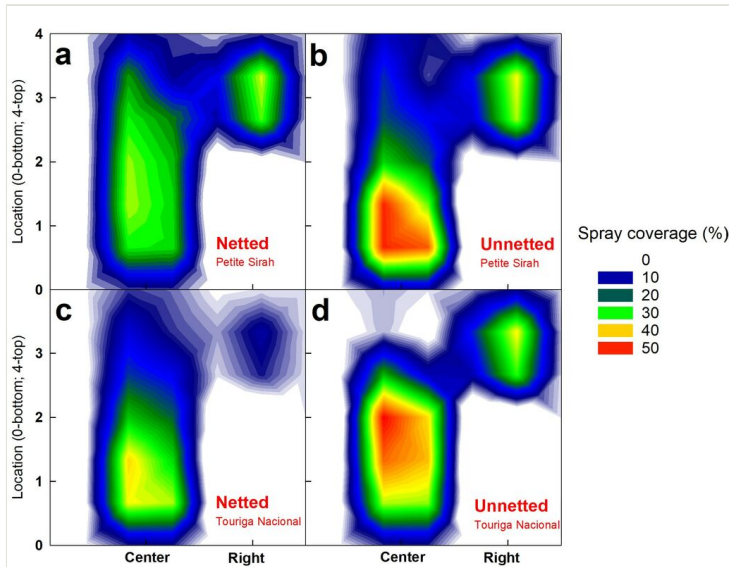 Location (0-bottom; 4-top)
4
3
2
1
0
a
Netted
Petite Sirah
b
Unnetted
Petite Sirah
Spray coverage (%)
0
10
20
30
40
50
Location (0-bottom; 4-top)
3
2
1
0
c
Netted
Touriga Nacional
d
Unnetted
Touriga Nacional
Center
Right
Center
Right